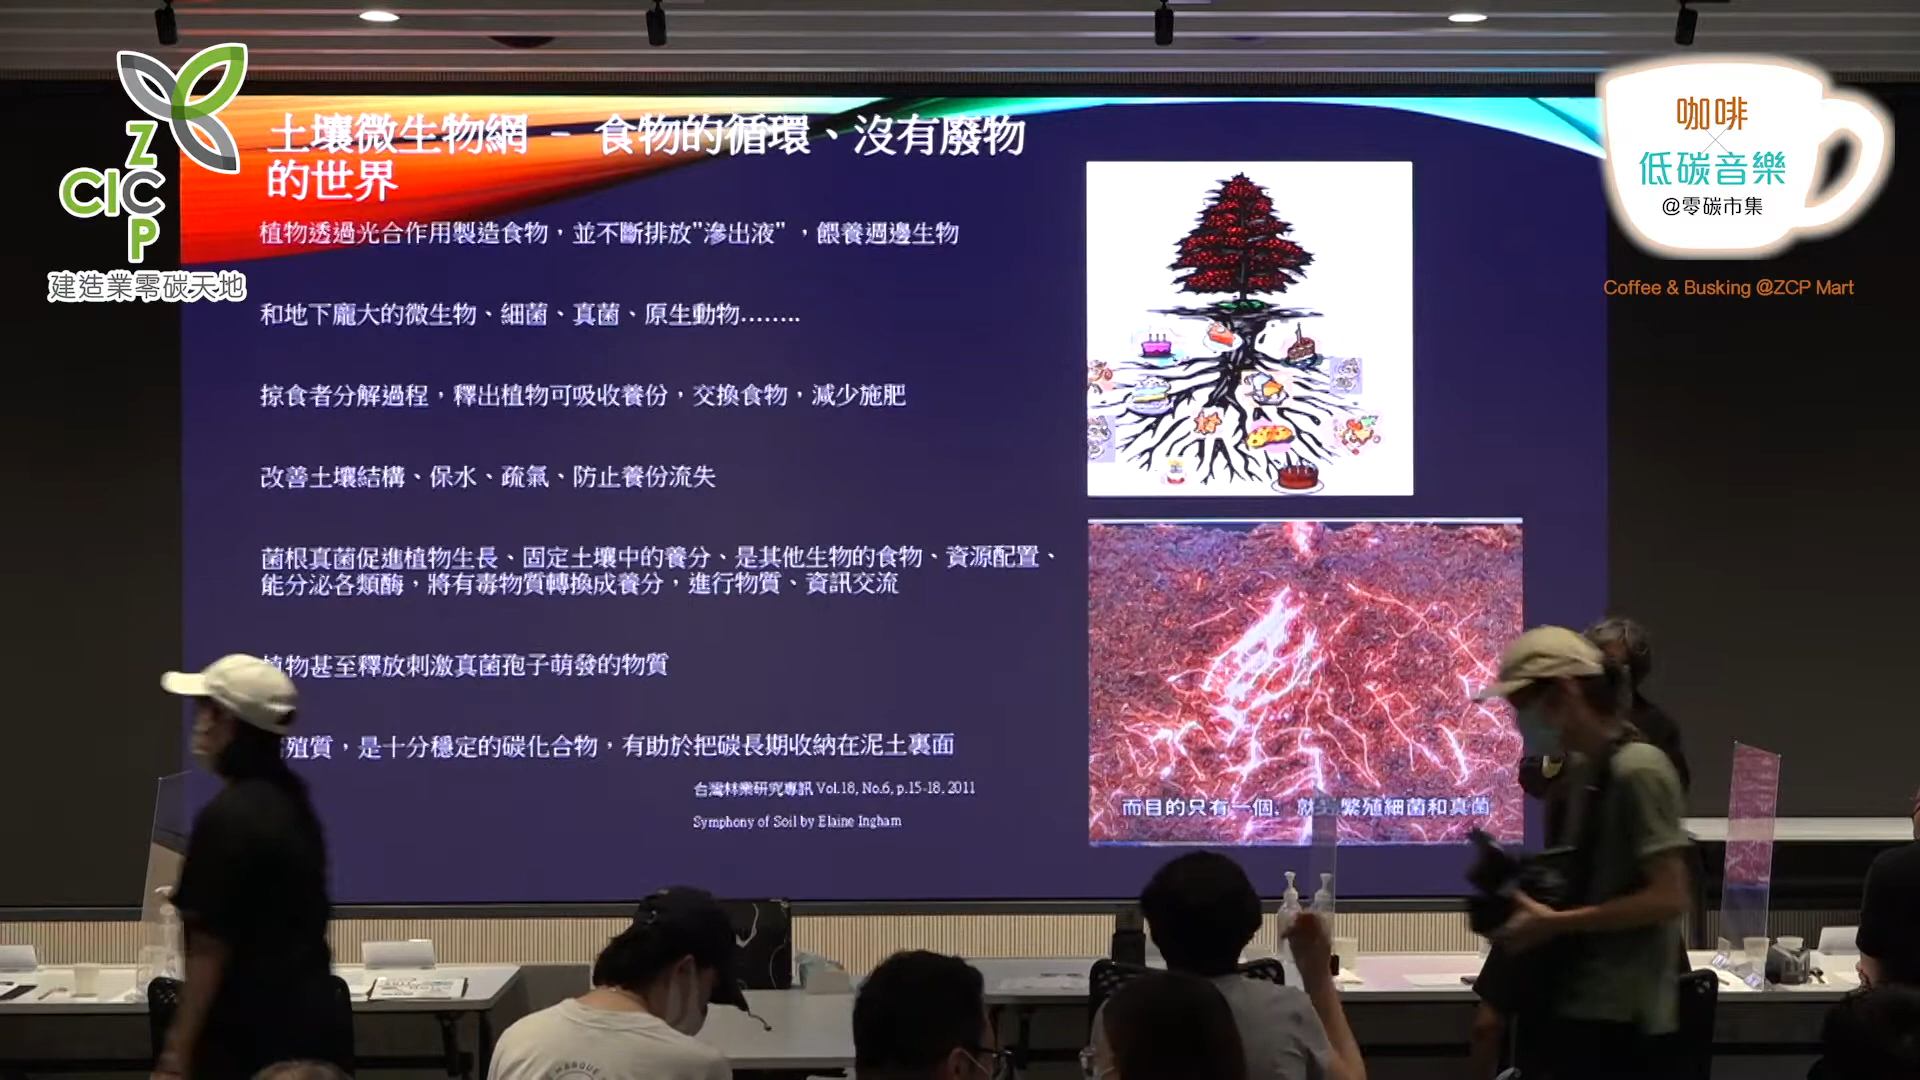 Z
CIC
P
建造業零碳天地
咖啡
低碳音樂
@零碳市集
Coffee & Busking @ZCP Mart
土壤微生物網 - 食物的循環、沒有廢物
的世界
植物透過光合作用製造食物，並不斷排放"滲出液" ，餵養週邊生物
和地下龐大的微生物、細菌、真菌、原生動物........
掠食者分解過程，釋出植物可吸收養份，交換食物，減少施肥
改善土壤結構、保水、疏氣、防止養份流失
菌根真菌促進植物生長、固定土壤中的養分、是其他生物的食物、資源配置、
能分泌各類酶，將有毒物質轉換成養分，進行物質、資訊交流
物甚至釋放刺激真菌孢子萌發的物質
殖質，是十分穩定的碳化合物，有助於把碳長期收納在泥土裏面
台灣林業研究專訊 Vol.18, No.6, p.15-18, 2011
Symphony of Soil by Elaine Ingham
而目的只有一個，就 繁殖細菌和真菌